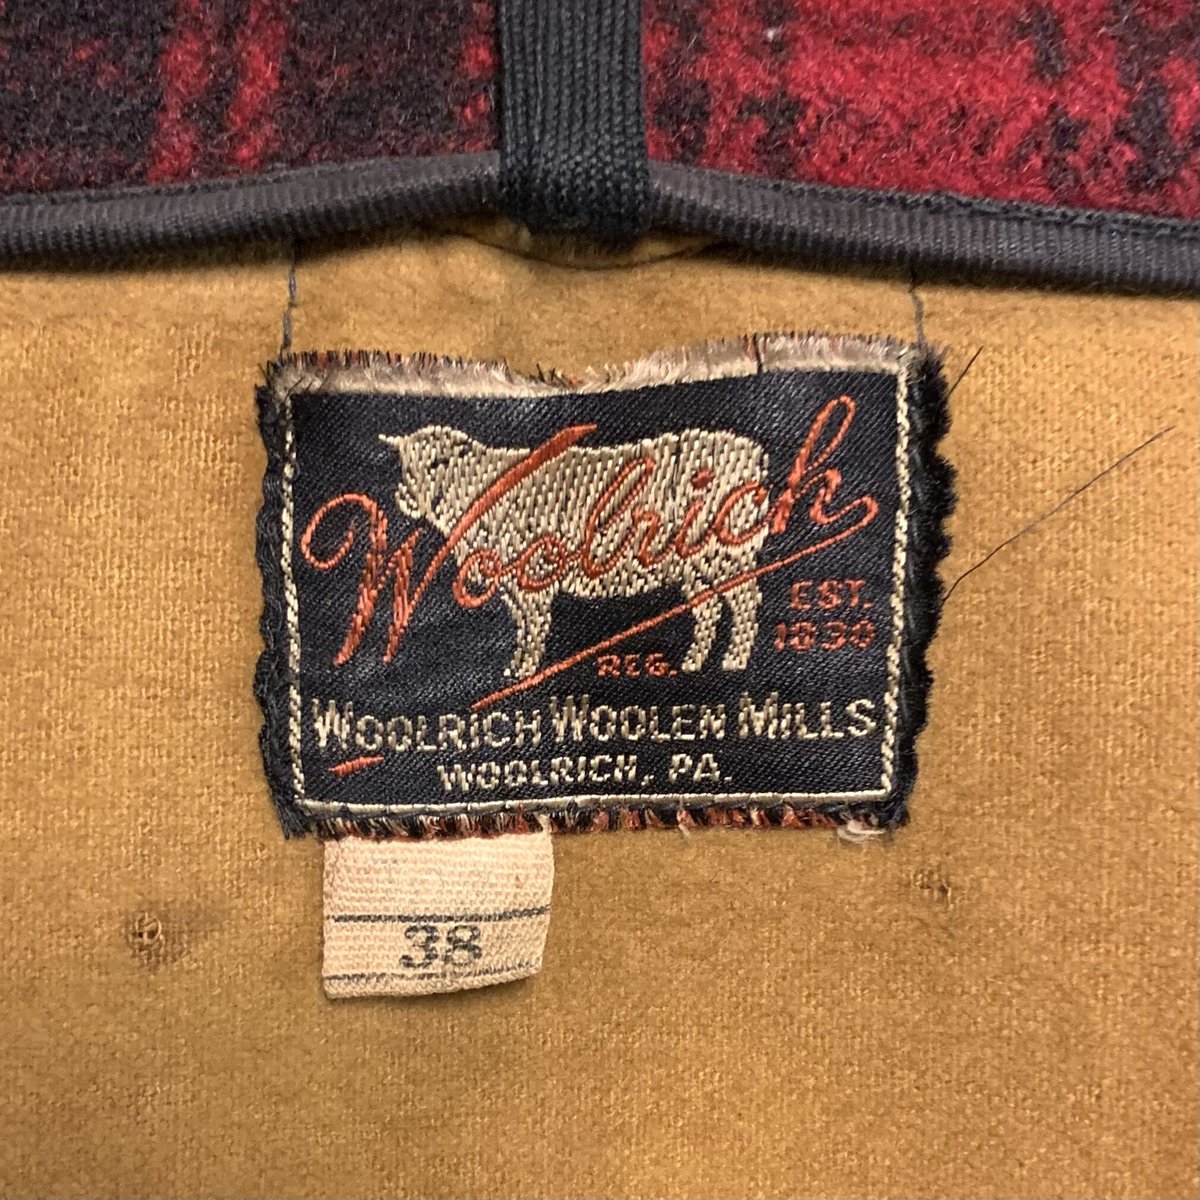 Woolrich
EST.
1830
REG.
WOOLRICH WOOLEN MILLS
WOOLRICH, PA.
38